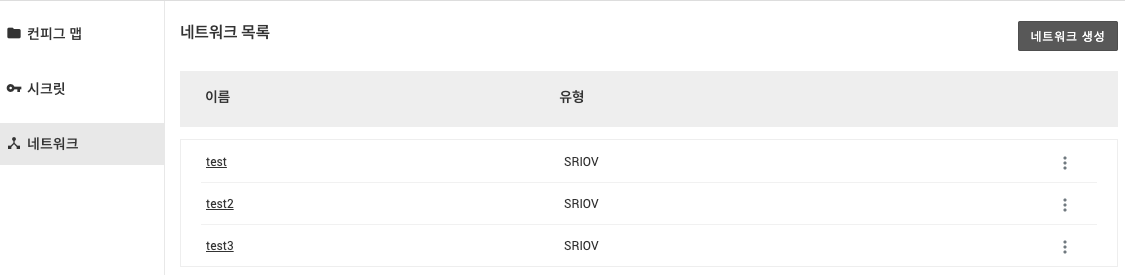 컨피그 맵
시크릿
네트워크
네트워크 목록
네트워크 생성
이름 유형
test SRIOV
test2 SRIOV
test3 SRIOV